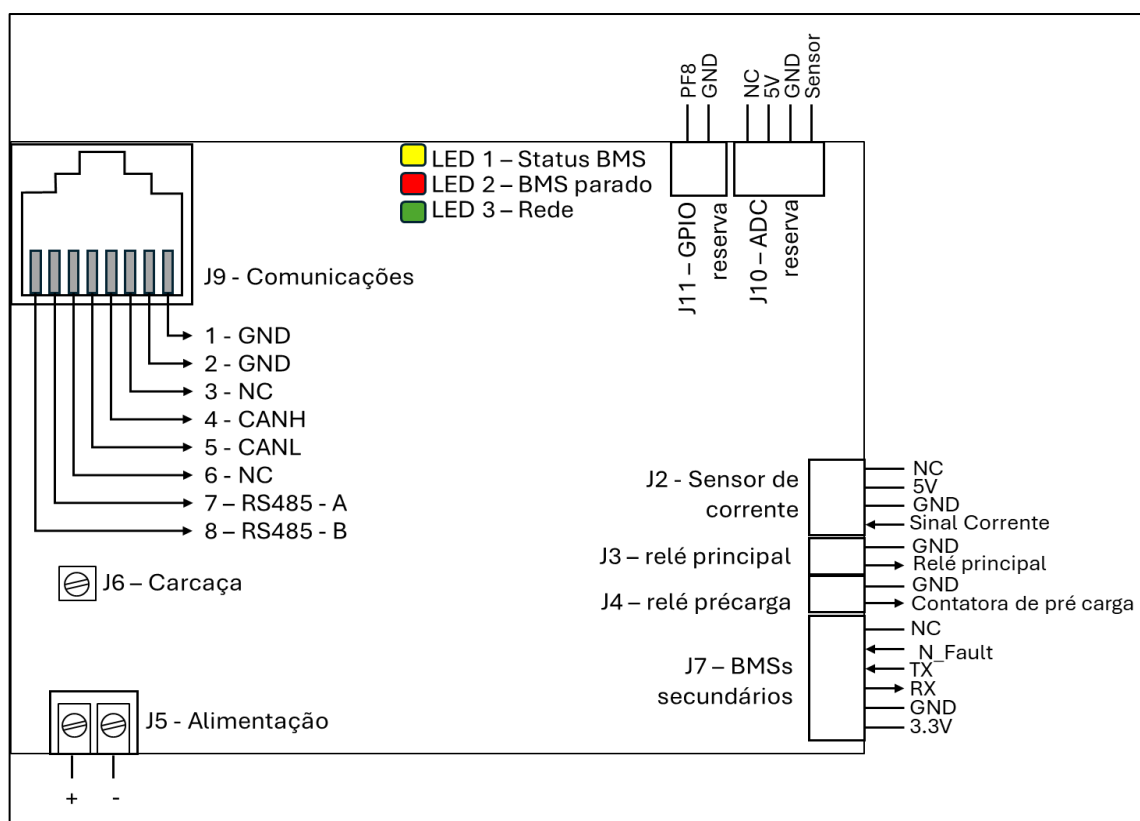 PF8
GND
NC
5V
GND
Sensor
LED 1 – Status BMS
LED 2 – BMS parado
LED 3 – Rede
J11 – GPIO
reserva
J10 – ADC
reserva
J9 - Comunicações
1 - GND
2 - GND
3 - NC
4 - CANH
5 - CANL
6 - NC
7 – RS485 - A
8 – RS485 - B
J2 - Sensor de
corrente
NC
5V
GND
Sinal Corrente
J3 – relé principal
GND
Relé principal
J4 – relé précarga
GND
Contatora de pré carga
J6 – Carcaça
J7 – BMSs
secundários
NC
_N_Fault
TX
RX
GND
3.3V
J5 - Alimentação
+ -